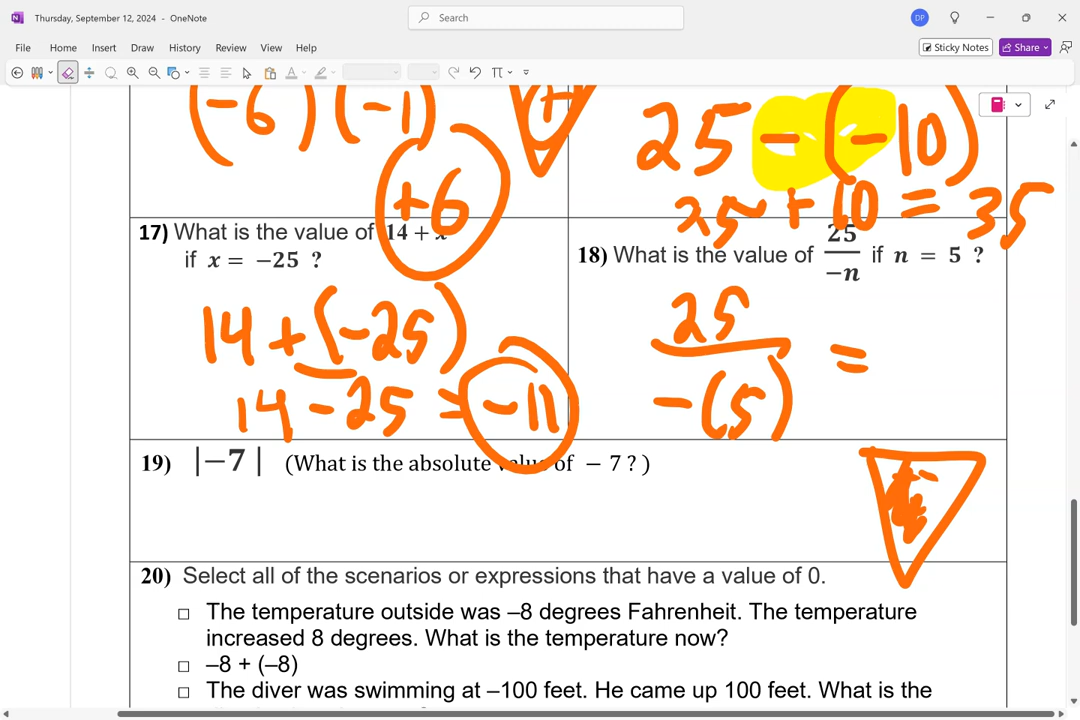 Thursday, September 12, 2024 - OneNote
Search
DP
File Home Insert Draw History Review View Help
Sticky Notes
Share
(-6)(-1)
+
+6
25 - (-10)
25 + 10 = 35
17) What is the value of 14 + x
if x = −25 ?
14 + (-25)
14 - 25 = -11
18) What is the value of 25/−n if n = 5 ?
25/-(5) =
19) |−7| (What is the absolute value of − 7 ? )
20) Select all of the scenarios or expressions that have a value of 0.
□ The temperature outside was –8 degrees Fahrenheit. The temperature
increased 8 degrees. What is the temperature now?
□ –8 + (–8)
□ The diver was swimming at –100 feet. He came up 100 feet. What is the